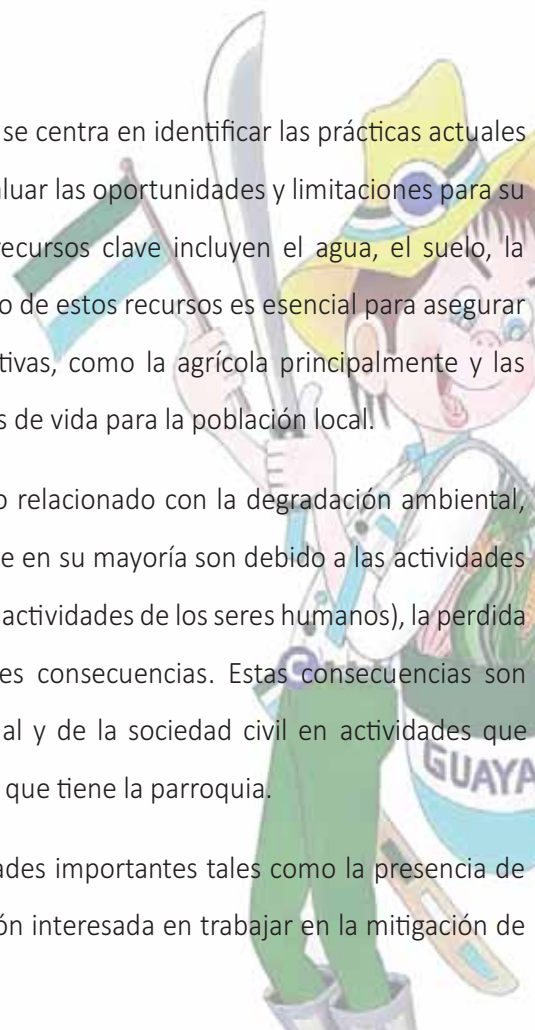 se centra en identificar las prácticas actuales
aluar las oportunidades y limitaciones para su
recursos clave incluyen el agua, el suelo, la
o de estos recursos es esencial para asegurar
tivas, como la agrícola principalmente y las
s de vida para la población local.
o relacionado con la degradación ambiental,
e en su mayoría son debido a las actividades
actividades de los seres humanos), la perdida
es consecuencias. Estas consecuencias son
al y de la sociedad civil en actividades que
que tiene la parroquia.
GUAYA
ades importantes tales como la presencia de
ón interesada en trabajar en la mitigación de